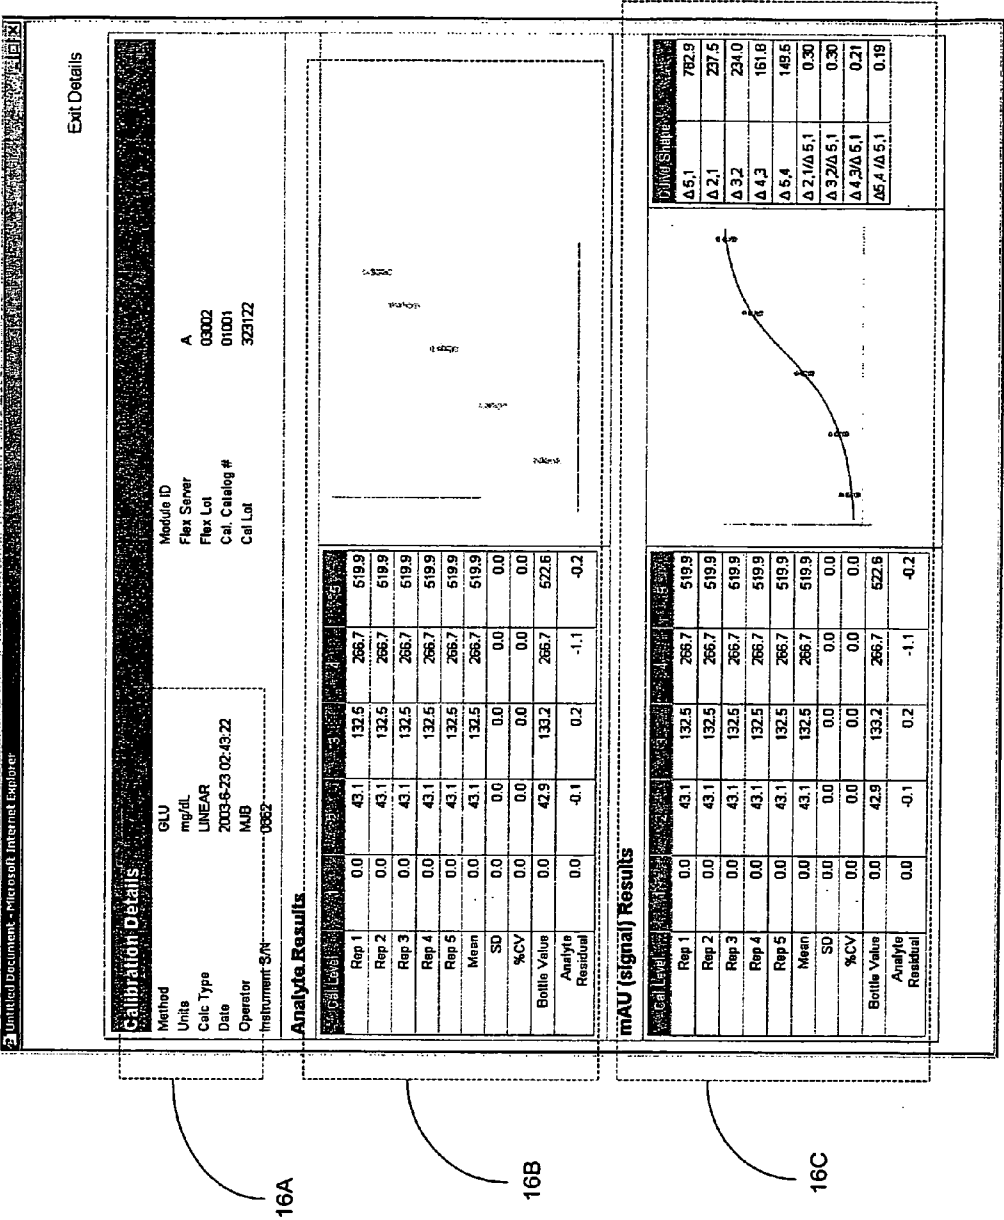 Untitled Document - Microsoft Internet Explorer
Exit Details
Calibration Details
Method GLU Module ID A
Units mg/dL Flex Server 03002
Calc Type LINEAR Flex Lot 01001
Date 2003-6-23 02:43:22 Cal. Catalog # 323122
Operator MJB Cal Lot
Instrument S/N 0862
Analyte Results
Cal Level 3
Rep 1 0.0 43.1 132.5 266.7 519.9
Rep 2 0.0 43.1 132.5 266.7 519.9
Rep 3 0.0 43.1 132.5 266.7 519.9
Rep 4 0.0 43.1 132.5 266.7 519.9
Rep 5 0.0 43.1 132.5 266.7 519.9
Mean 0.0 43.1 132.5 266.7 519.9
SD 0.0 0.0 0.0 0.0 0.0
%CV 0.0 0.0 0.0 0.0 0.0
Bottle Value 0.0 42.9 133.2 266.7 522.6
Analyte Residual 0.0 -0.1 0.2 -1.1 -0.2
mAU (signal) Results
Cal Level
Rep 1 0.0 43.1 132.5 266.7 519.9
Rep 2 0.0 43.1 132.5 266.7 519.9
Rep 3 0.0 43.1 132.5 266.7 519.9
Rep 4 0.0 43.1 132.5 266.7 519.9
Rep 5 0.0 43.1 132.5 266.7 519.9
Mean 0.0 43.1 132.5 266.7 519.9
SD 0.0 0.0 0.0 0.0 0.0
%CV 0.0 0.0 0.0 0.0 0.0
Bottle Value 0.0 42.9 133.2 266.7 522.6
Analyte Residual 0.0 -0.1 0.2 -1.1 -0.2
Curve Shape
Δ 5,1 782.9
Δ 2,1 237.5
Δ 3,2 234.0
Δ 4,3 161.8
Δ 5,4 149.6
Δ 2,1/Δ 5,1 0.30
Δ 3,2/Δ 5,1 0.30
Δ 4,3/Δ 5,1 0.21
Δ5,4 /Δ 5,1 0.19
16A
16B
16C